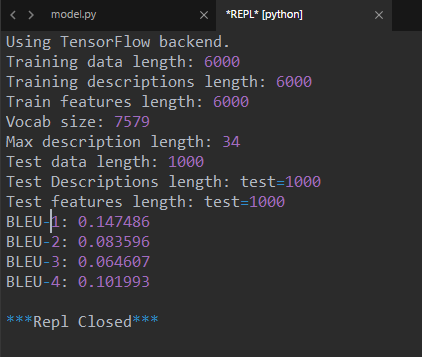 model.py × *REPL* [python] ×
Using TensorFlow backend.
Training data length: 6000
Training descriptions length: 6000
Train features length: 6000
Vocab size: 7579
Max description length: 34
Test data length: 1000
Test Descriptions length: test=1000
Test features length: test=1000
BLEU-1: 0.147486
BLEU-2: 0.083596
BLEU-3: 0.064607
BLEU-4: 0.101993
***Repl Closed***